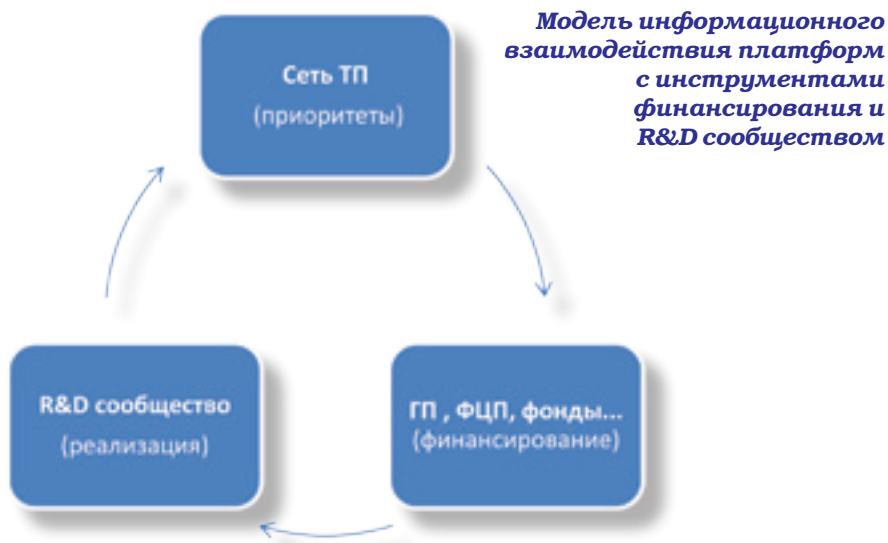 Модель информационного
взаимодействия платформ
с инструментами
финансирования и
R&D сообществом
Сеть ТП
(приоритеты)
R&D сообщество
(реализация)
ГП , ФЦП, фонды...
(финансирование)